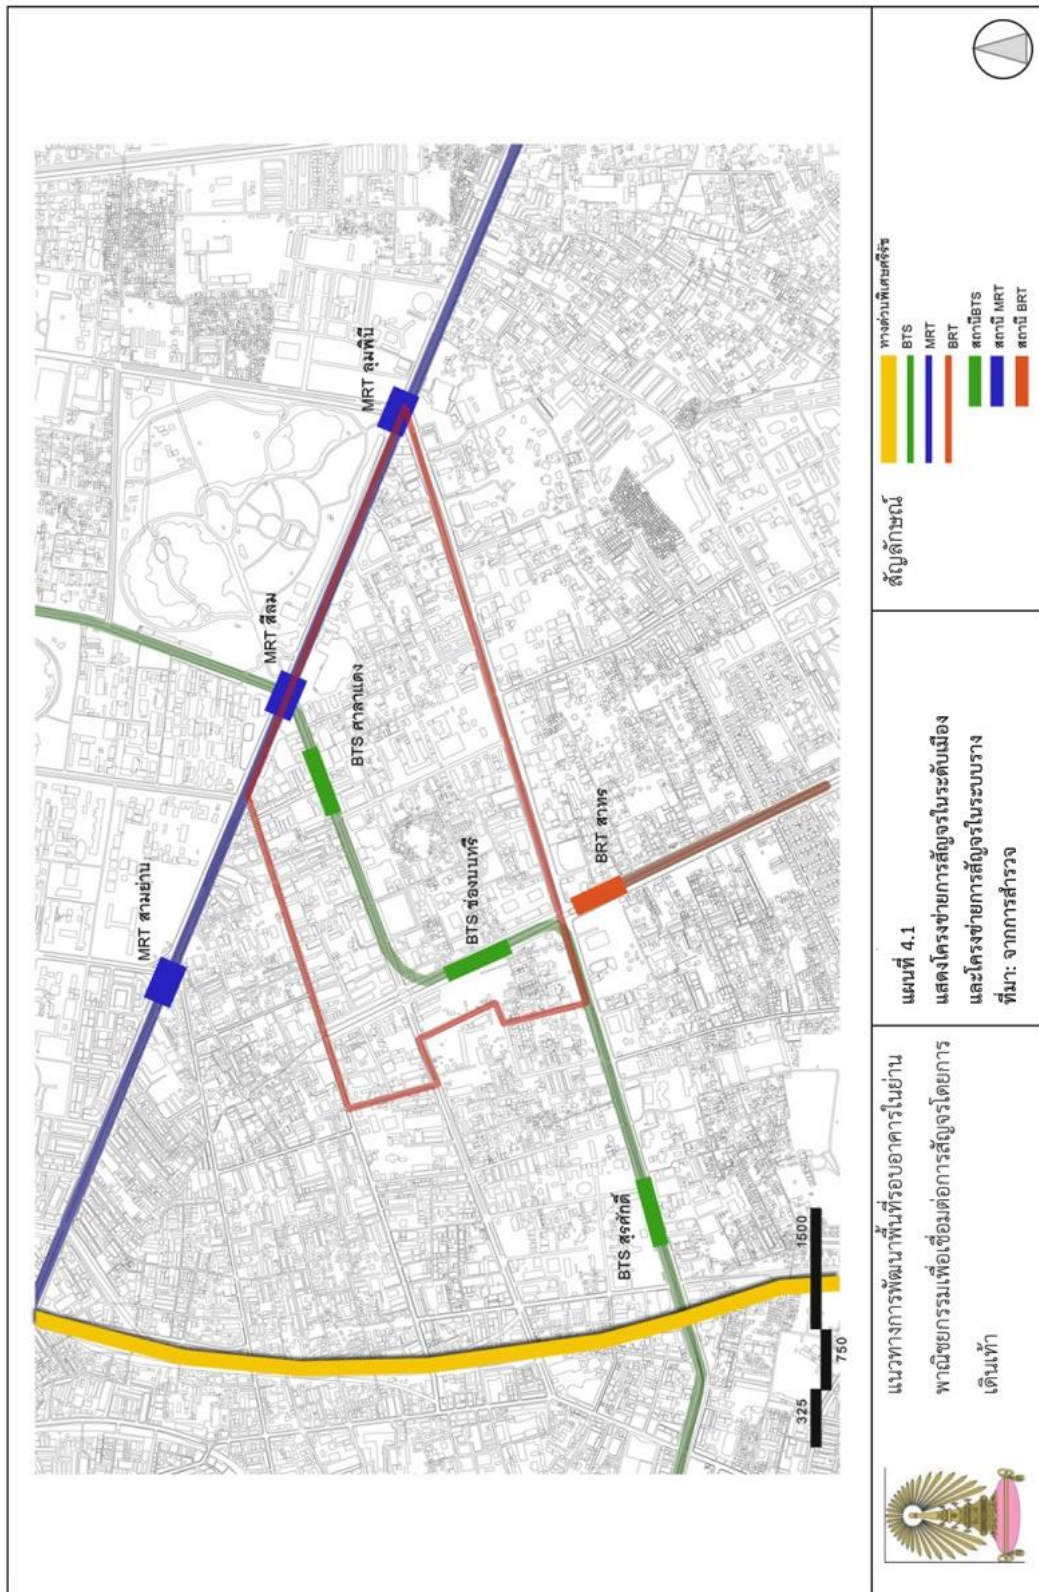 MRT สามย่าน
MRT สีลม
MRT ลุมพินี
BTS ศาลาแดง
BTS ช่องนนทรี
BRT สาทร
BTS สุรศักดิ์
325
750
1500
แนวทางการพัฒนาพื้นที่รอบอาคารในย่าน
พาณิชยกรรมเพื่อเชื่อมต่อการสัญจรโดยการ
เดินเท้า
แผนที่ 4.1
แสดงโครงข่ายการสัญจรในระดับเมือง
และโครงข่ายการสัญจรในระบบราง
ที่มา: จากการสำรวจ
สัญลักษณ์
ทางด่วนพิเศษศรีรัช
BTS
MRT
BRT
สถานีBTS
สถานี MRT
สถานี BRT